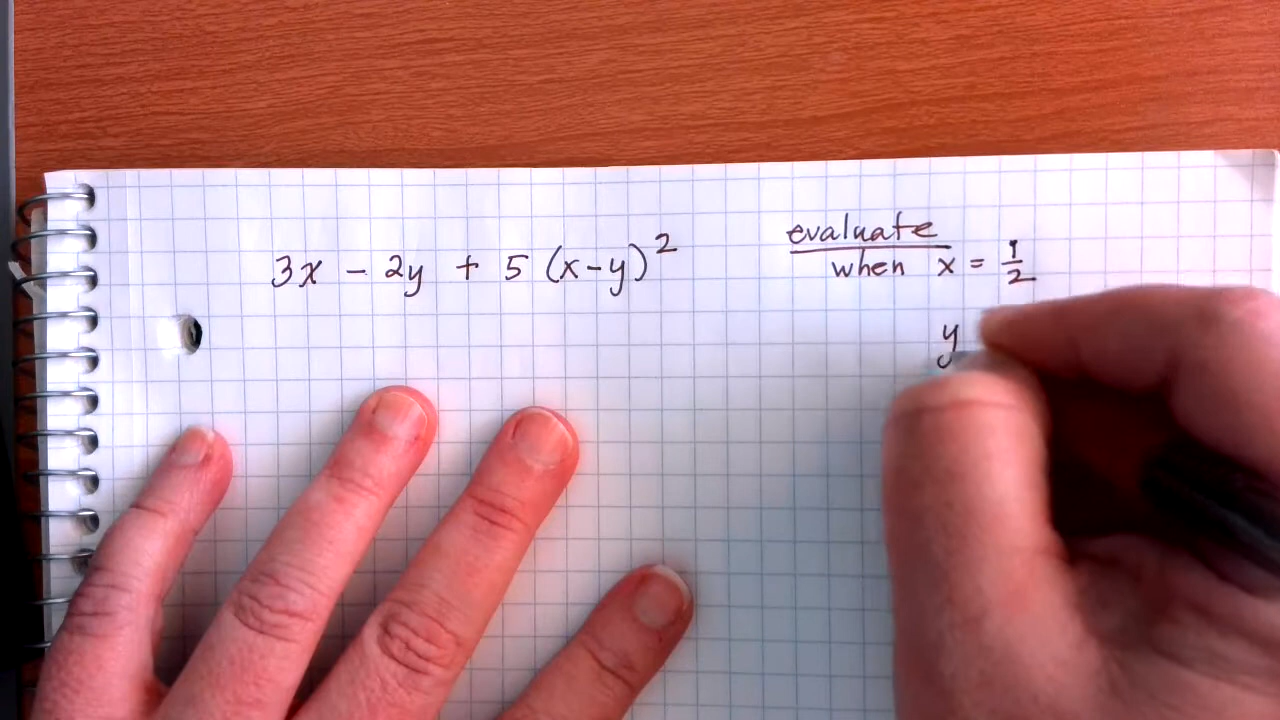 3x - 2y + 5 (x-y)²
evaluate
when x = 1/2
y